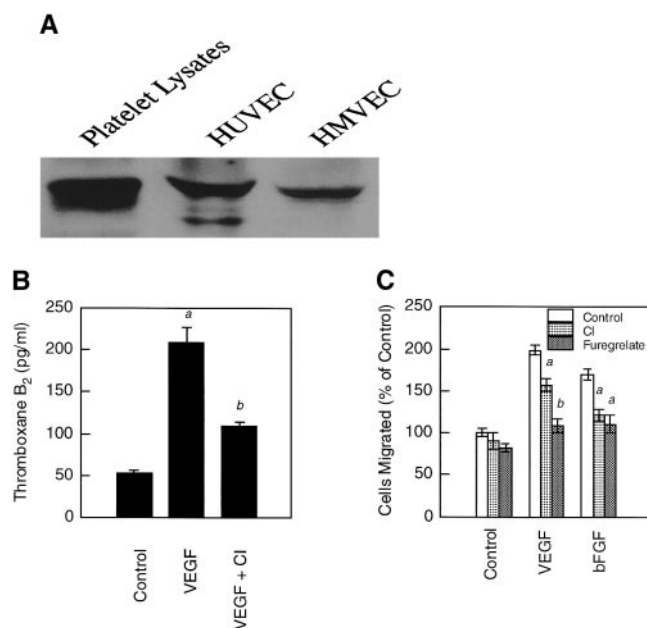 A
Platelet Lysates
HUVEC
HMVEC
B
Thromboxane B₂ (pg/ml)
250
200
150
100
50
0
a
b
Control
VEGF
VEGF + CI
C
Cells Migrated (% of Control)
250
200
150
100
50
0
Control
CI
Furegrelate
a
b
a
a
Control
VEGF
bFGF